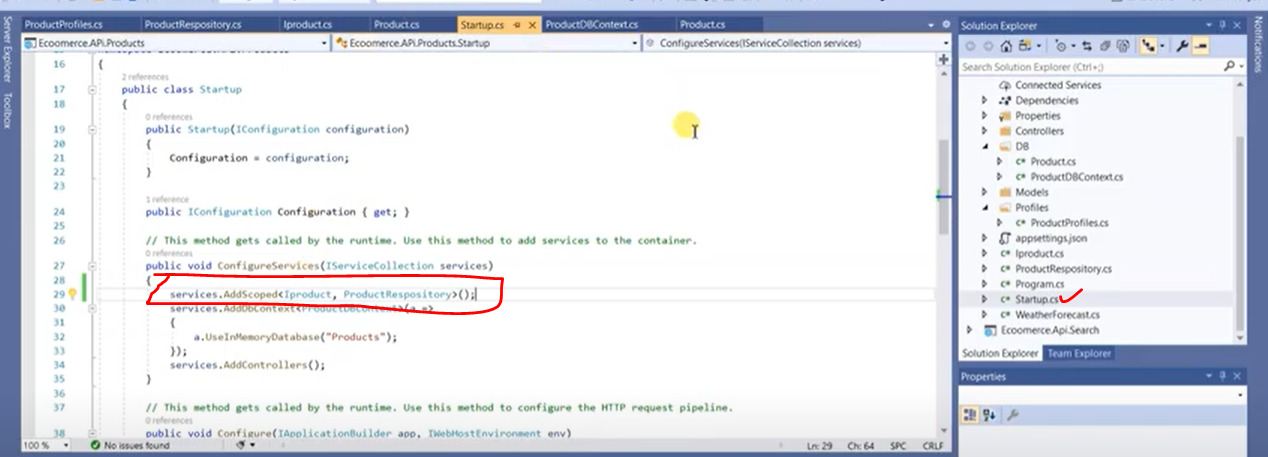 ProductProfiles.cs ProductRespository.cs Iproduct.cs Product.cs Startup.cs ProductDBContext.cs Product.cs
Ecoomerce.APi.Products Ecoomerce.APi.Products.Startup ConfigureServices(IServiceCollection services)
Server Explorer
Toolbox
16 {
2 references
17 public class Startup
18 {
0 references
19 public Startup(IConfiguration configuration)
20 {
21 Configuration = configuration;
22 }
23
1 reference
24 public IConfiguration Configuration { get; }
25
26 // This method gets called by the runtime. Use this method to add services to the container.
0 references
27 public void ConfigureServices(IServiceCollection services)
28 {
29 services.AddScoped<Iproduct, ProductRespository>();
30 services.AddDbContext<ProductDBContext>(a =>
31 {
32 a.UseInMemoryDatabase("Products");
33 });
34 services.AddControllers();
35 }
36
37 // This method gets called by the runtime. Use this method to configure the HTTP request pipeline.
0 references
38 public void Configure(IApplicationBuilder app, IWebHostEnvironment env)
100 % No issues found Ln: 29 Ch: 64 SPC CRLF
Solution Explorer
Search Solution Explorer (Ctrl+;)
Connected Services
Dependencies
Properties
Controllers
DB
Product.cs
ProductDBContext.cs
Models
Profiles
ProductProfiles.cs
appsettings.json
Iproduct.cs
ProductRespository.cs
Program.cs
Startup.cs
WeatherForecast.cs
Ecoomerce.Api.Search
Solution Explorer Team Explorer
Properties
Notifications